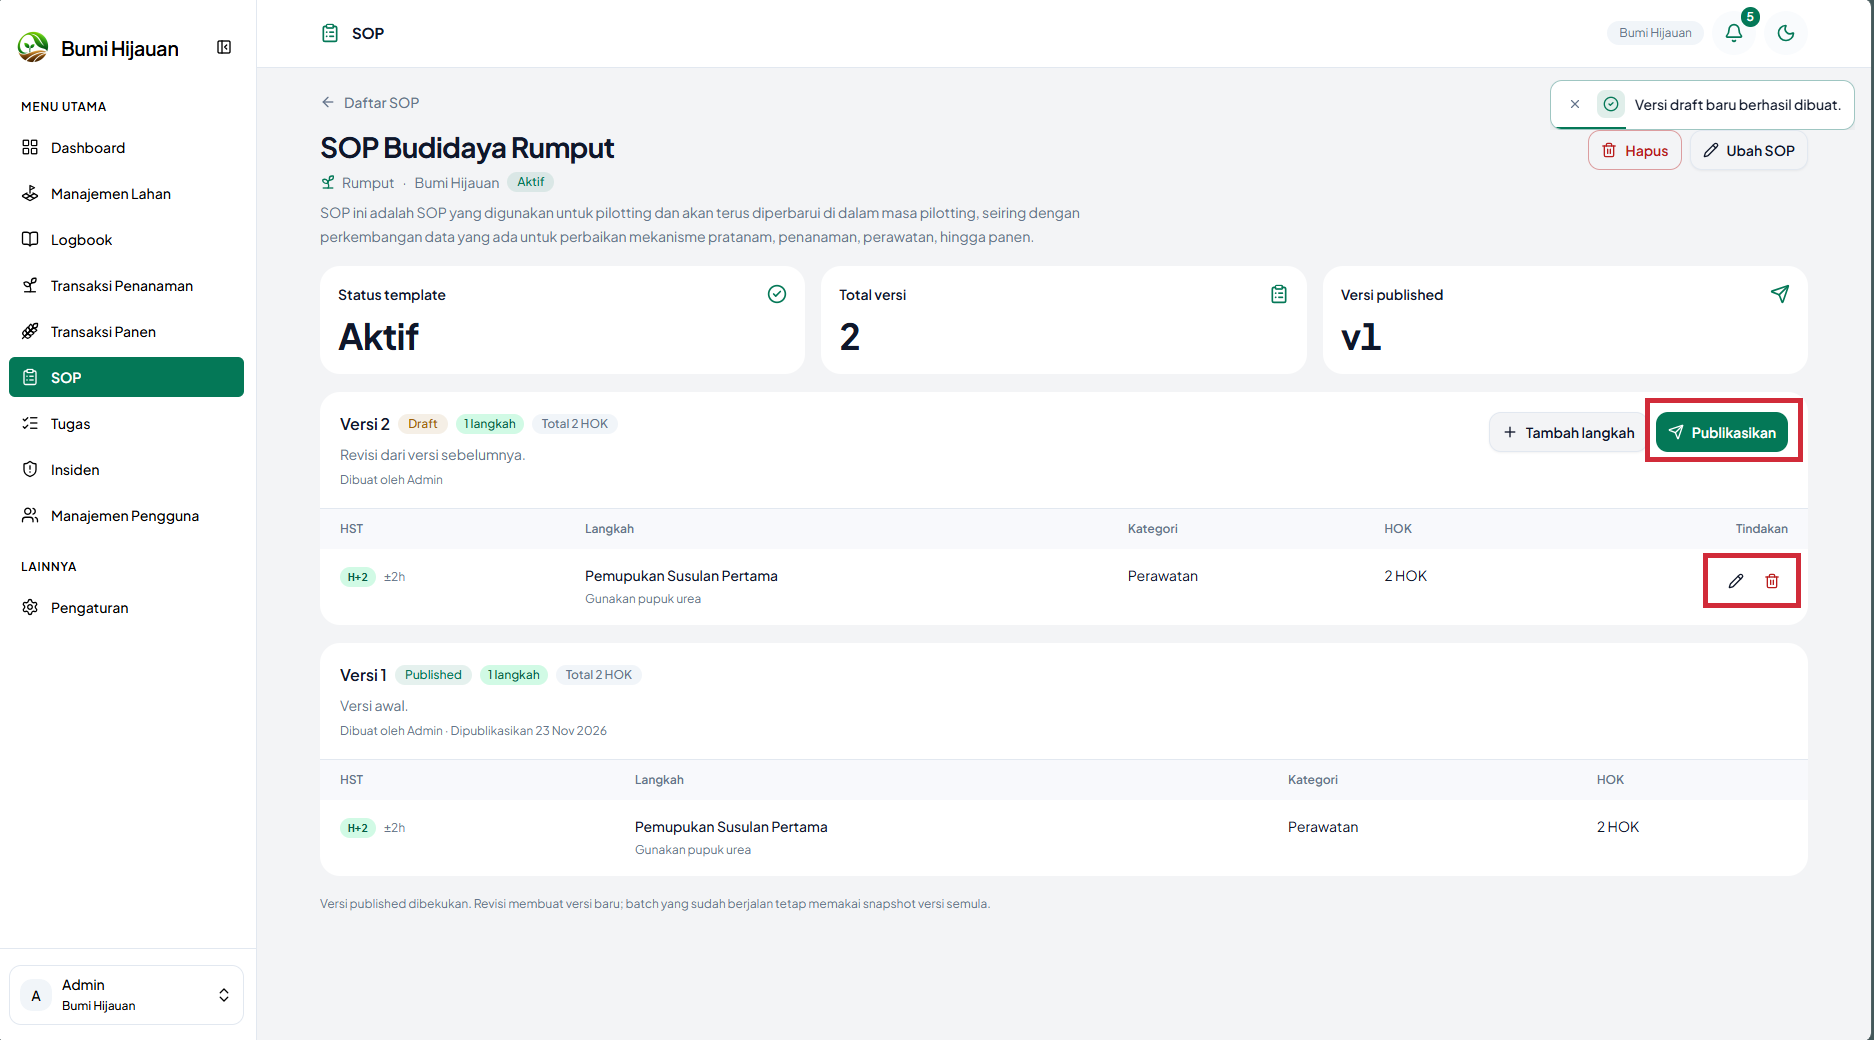 Bumi Hijauan
MENU UTAMA
Dashboard
Manajemen Lahan
Logbook
Transaksi Penanaman
Transaksi Panen
SOP
Tugas
Insiden
Manajemen Pengguna
LAINNYA
Pengaturan
A
Admin
Bumi Hijauan
SOP
Bumi Hijauan
5
Versi draft baru berhasil dibuat.
Daftar SOP
SOP Budidaya Rumput
Hapus
Ubah SOP
Rumput · Bumi Hijauan Aktif
SOP ini adalah SOP yang digunakan untuk pilotting dan akan terus diperbarui di dalam masa pilotting, seiring dengan
perkembangan data yang ada untuk perbaikan mekanisme pratanam, penanaman, perawatan, hingga panen.
Status template
Aktif
Total versi
2
Versi published
v1
Versi 2 Draft 1 langkah Total 2 HOK
Tambah langkah
Publikasikan
Revisi dari versi sebelumnya.
Dibuat oleh Admin
HST Langkah Kategori HOK Tindakan
H+2 ±2h Pemupukan Susulan Pertama Perawatan 2 HOK
Gunakan pupuk urea
Versi 1 Published 1 langkah Total 2 HOK
Versi awal.
Dibuat oleh Admin · Dipublikasikan 23 Nov 2026
HST Langkah Kategori HOK
H+2 ±2h Pemupukan Susulan Pertama Perawatan 2 HOK
Gunakan pupuk urea
Versi published dibekukan. Revisi membuat versi baru; batch yang sudah berjalan tetap memakai snapshot versi semula.